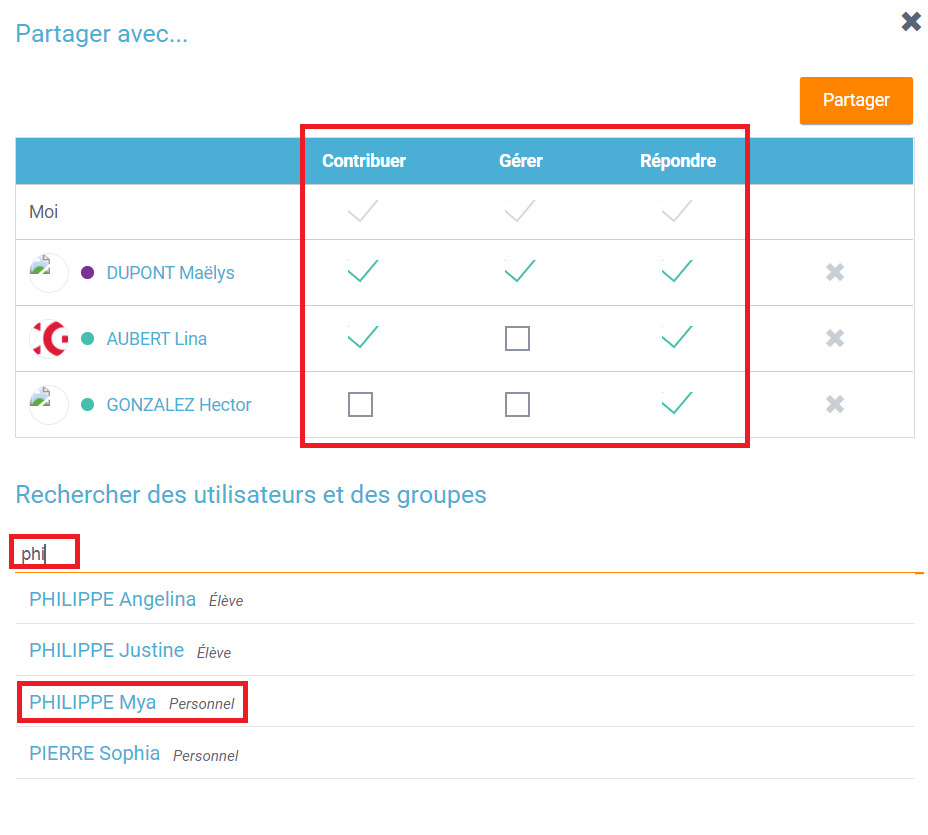 Partager avec...
Partager
Contribuer Gérer Répondre
Moi
DUPONT Maëlys
AUBERT Lina
GONZALEZ Hector
Rechercher des utilisateurs et des groupes
phi
PHILIPPE Angelina Élève
PHILIPPE Justine Élève
PHILIPPE Mya Personnel
PIERRE Sophia Personnel